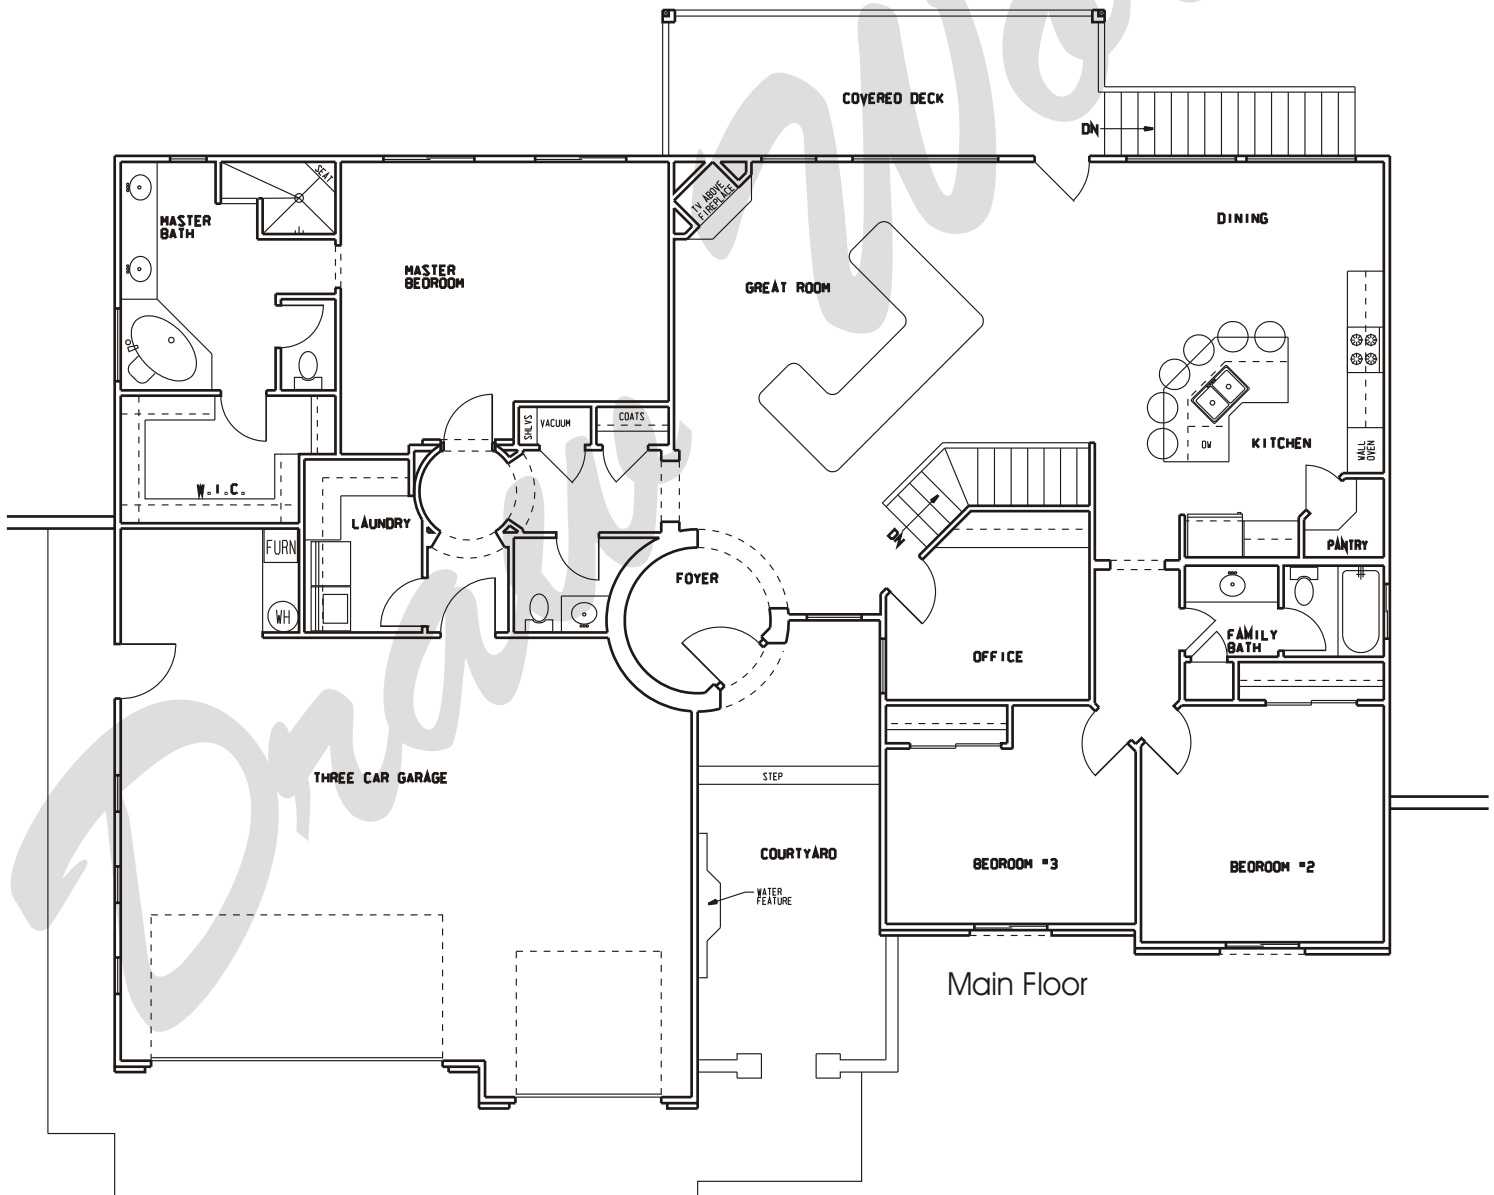 COVERED DECK
DN
SEAT
TV ABOVE
FIREPLACE
MASTER
BATH
DINING
MASTER
BEDROOM
GREAT ROOM
SHLVS
VACUUM
COATS
DW
KITCHEN
WALL
OVEN
W.I.C.
LAUNDRY
DN
FURN
PANTRY
FOYER
WH
FAMILY
BATH
OFFICE
STEP
THREE CAR GARAGE
COURTYARD
BEDROOM #3
BEDROOM #2
WATER
FEATURE
Main Floor
Draw